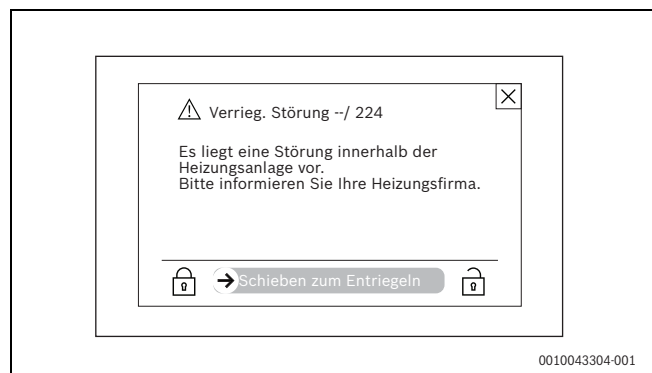 Verrieg. Störung --/ 224
Es liegt eine Störung innerhalb der
Heizungsanlage vor.
Bitte informieren Sie Ihre Heizungsfirma.
Schieben zum Entriegeln
0010043304-001